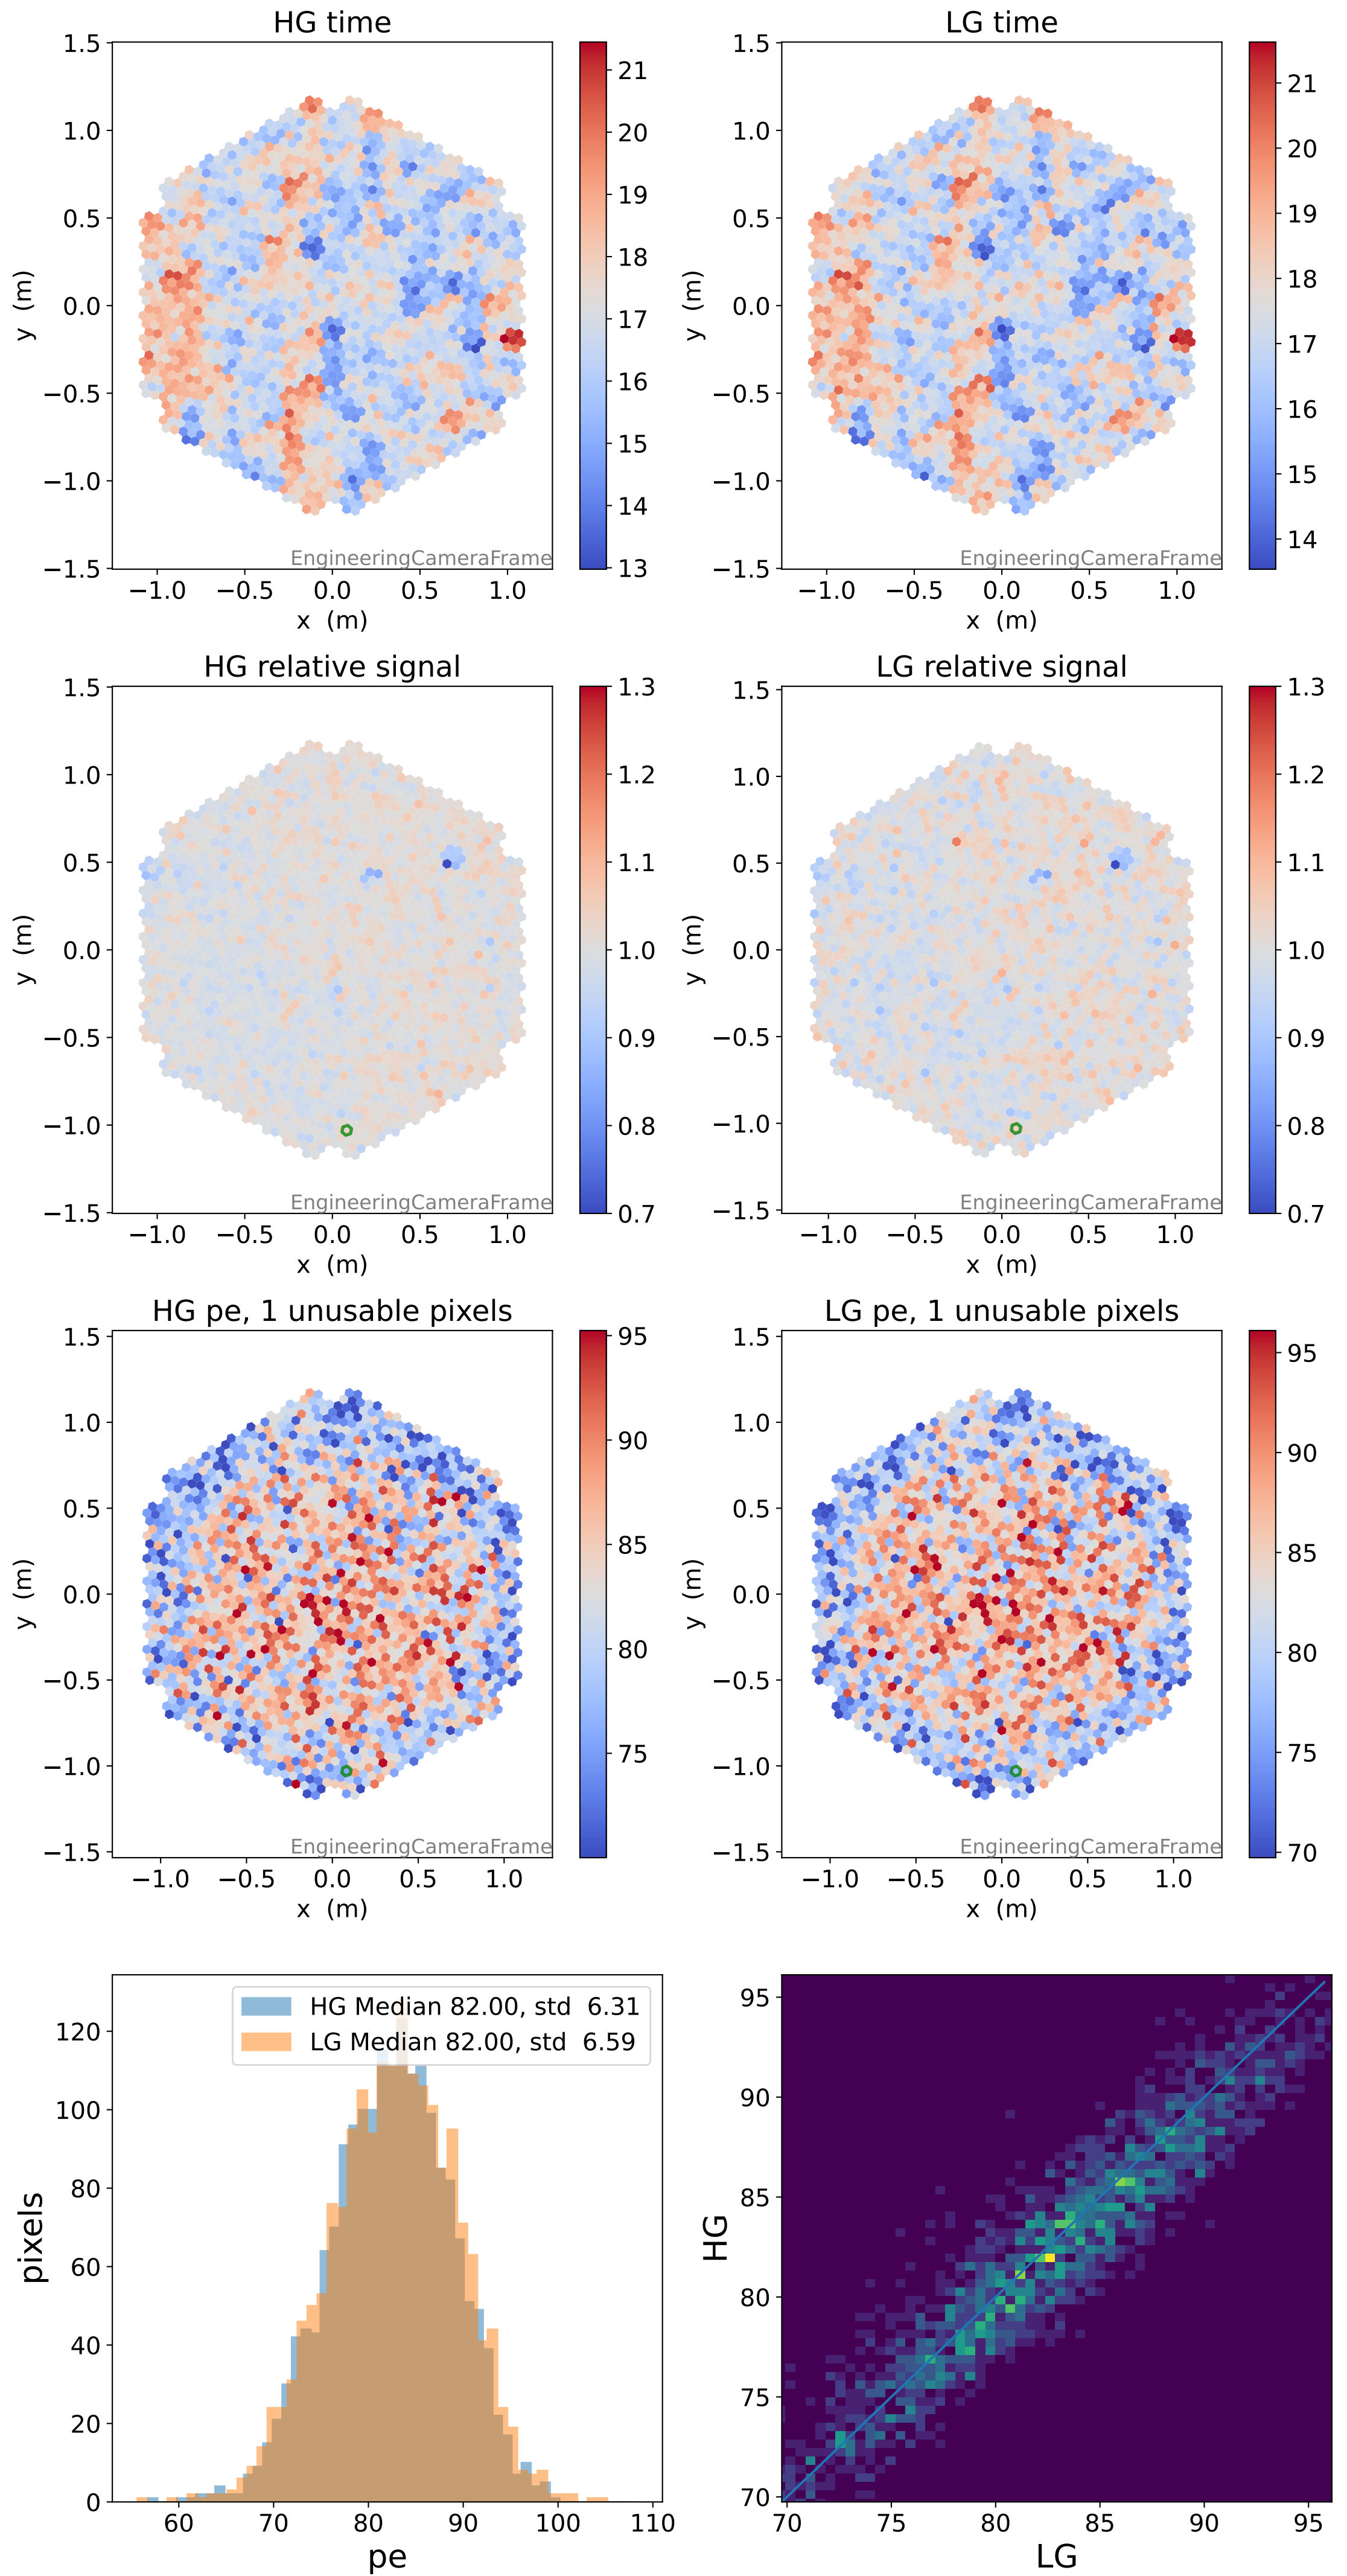 HG time
1.5
1.0
0.5
0.0
−0.5
−1.0
−1.5
y (m)
−1.0 −0.5 0.0 0.5 1.0
x (m)
EngineeringCameraFrame
21
20
19
18
17
16
15
14
13
LG time
1.5
1.0
0.5
0.0
−0.5
−1.0
−1.5
y (m)
−1.0 −0.5 0.0 0.5 1.0
x (m)
EngineeringCameraFrame
21
20
19
18
17
16
15
14
HG relative signal
1.5
1.0
0.5
0.0
−0.5
−1.0
−1.5
y (m)
−1.0 −0.5 0.0 0.5 1.0
x (m)
EngineeringCameraFrame
1.3
1.2
1.1
1.0
0.9
0.8
0.7
LG relative signal
1.5
1.0
0.5
0.0
−0.5
−1.0
−1.5
y (m)
−1.0 −0.5 0.0 0.5 1.0
x (m)
EngineeringCameraFrame
1.3
1.2
1.1
1.0
0.9
0.8
0.7
HG pe, 1 unusable pixels
1.5
1.0
0.5
0.0
−0.5
−1.0
−1.5
y (m)
−1.0 −0.5 0.0 0.5 1.0
x (m)
EngineeringCameraFrame
95
90
85
80
75
LG pe, 1 unusable pixels
1.5
1.0
0.5
0.0
−0.5
−1.0
−1.5
y (m)
−1.0 −0.5 0.0 0.5 1.0
x (m)
EngineeringCameraFrame
95
90
85
80
75
70
HG Median 82.00, std 6.31
LG Median 82.00, std 6.59
120
100
80
60
40
20
0
pixels
60 70 80 90 100 110
pe
95
90
85
80
75
70
HG
70 75 80 85 90 95
LG